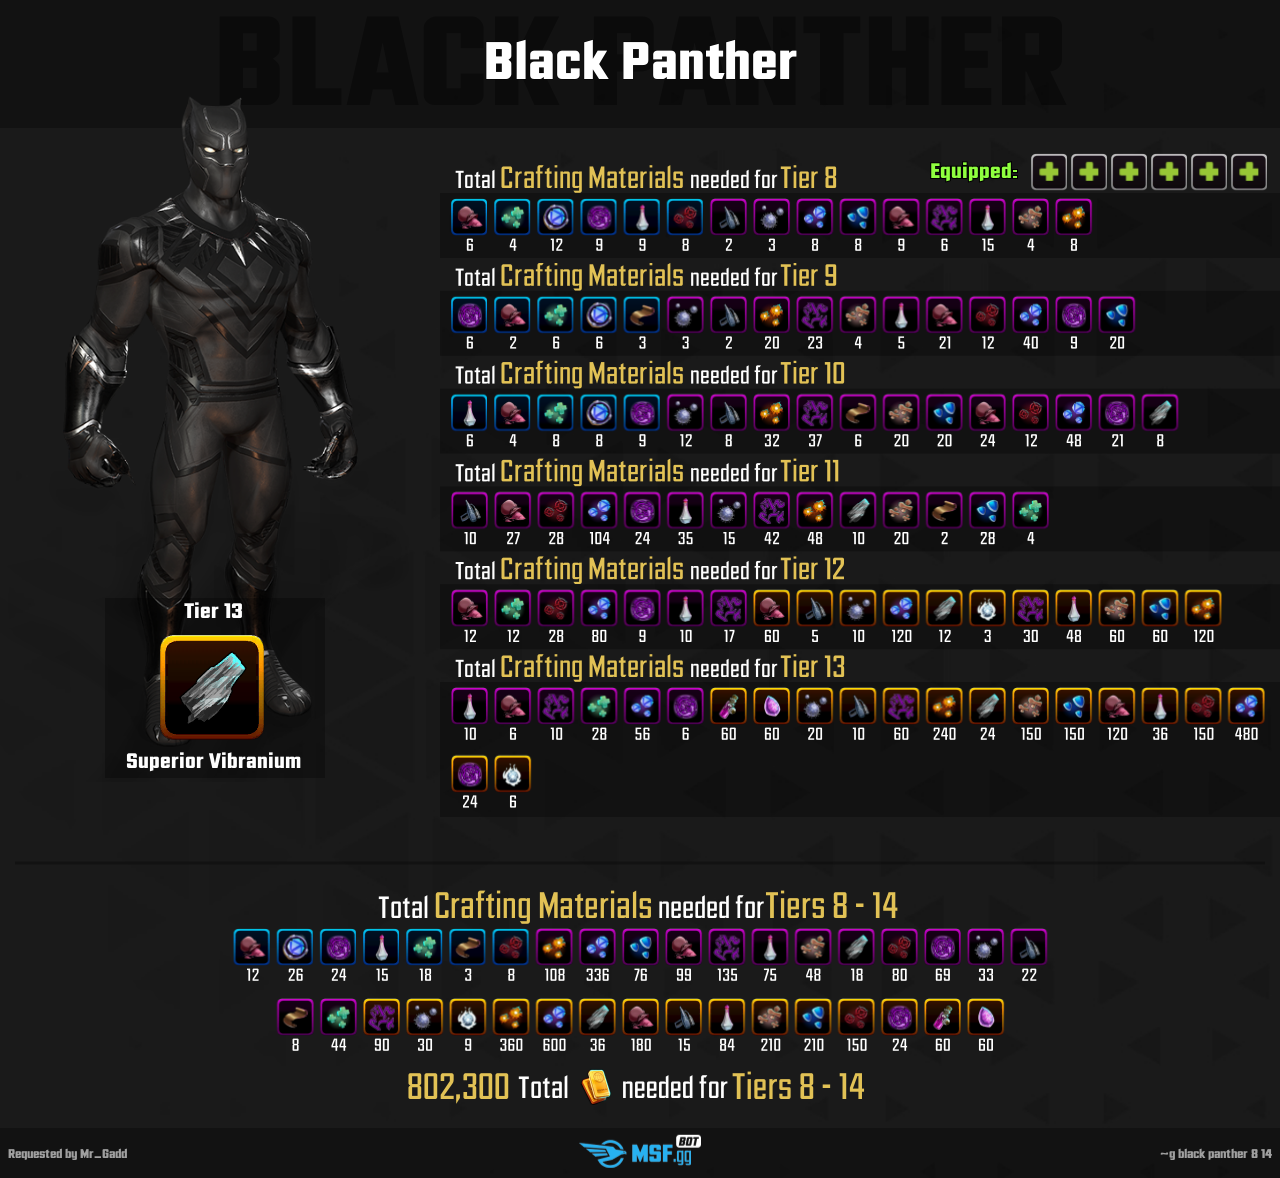 BLACK PANTHER
Black Panther
Equipped:
Total Crafting Materials needed for Tier 8
6 4 12 9 9 8 2 3 8 8 9 6 15 4 8
Total Crafting Materials needed for Tier 9
6 2 6 6 3 3 2 20 23 4 5 21 12 40 9 20
Total Crafting Materials needed for Tier 10
6 4 8 8 9 12 8 32 37 6 20 20 24 12 48 21 8
Total Crafting Materials needed for Tier 11
10 27 28 104 24 35 15 42 48 10 20 2 28 4
Total Crafting Materials needed for Tier 12
12 12 28 80 9 10 17 60 5 10 120 12 3 30 48 60 60 120
Total Crafting Materials needed for Tier 13
10 6 10 28 56 6 60 60 20 10 60 240 24 150 150 120 36 150 480
24 6
Tier 13
Superior Vibranium
Total Crafting Materials needed for Tiers 8 - 14
12 26 24 15 18 3 8 108 336 76 99 135 75 48 18 80 69 33 22
8 44 90 30 9 360 600 36 180 15 84 210 210 150 24 60 60
802,300 Total needed for Tiers 8 - 14
Requested by Mr_Gadd
MSF.gg BOT
~g black panther 8 14